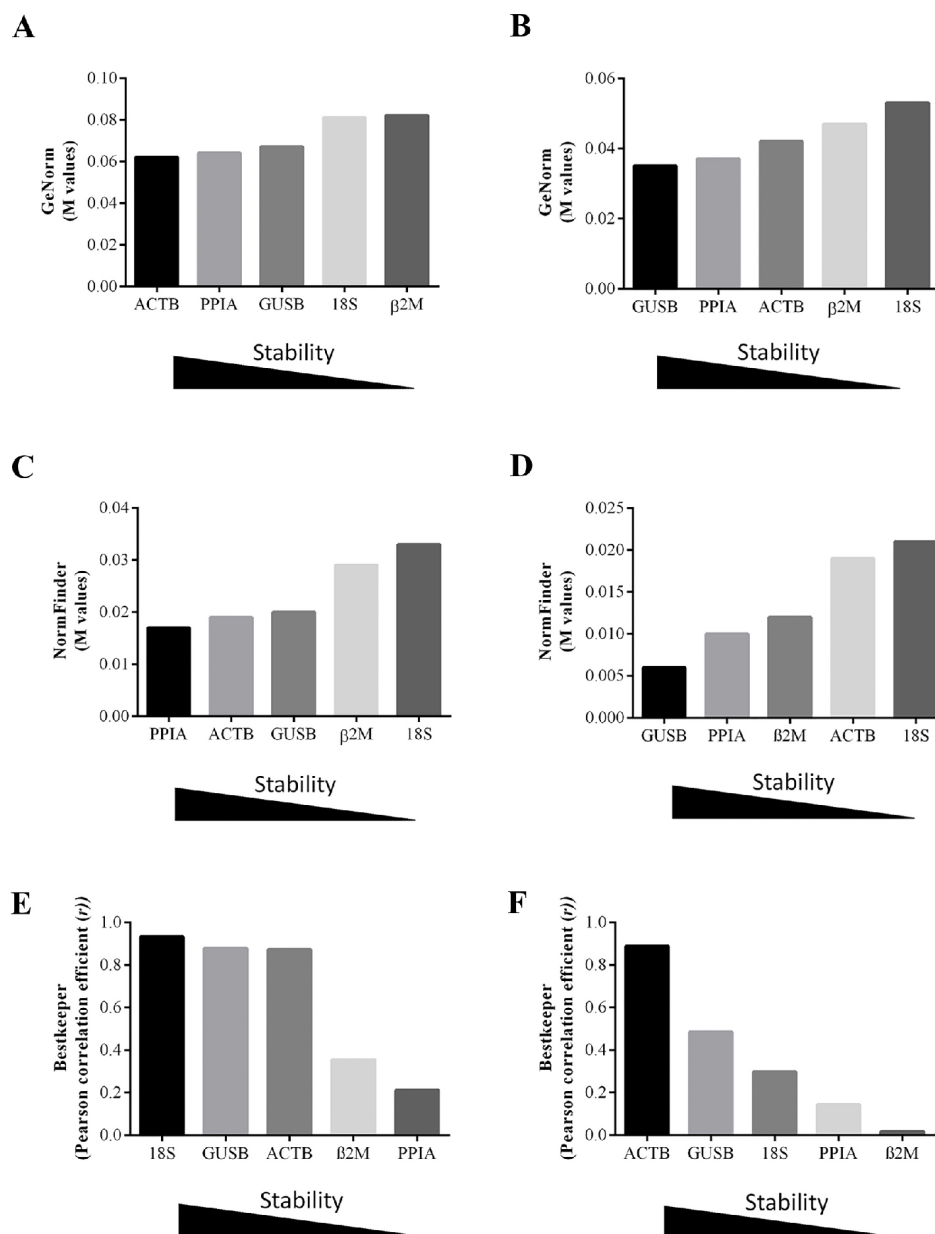 A
GeNorm
(M values)
0.10
0.08
0.06
0.04
0.02
0.00
ACTB PPIA GUSB 18S β2M
Stability
B
GeNorm
(M values)
0.06
0.04
0.02
0.00
GUSB PPIA ACTB β2M 18S
Stability
C
NormFinder
(M values)
0.04
0.03
0.02
0.01
0.00
PPIA ACTB GUSB β2M 18S
Stability
D
NormFinder
(M values)
0.025
0.020
0.015
0.010
0.005
0.000
GUSB PPIA ß2M ACTB 18S
Stability
E
Bestkeeper
(Pearson correlation efficient (r))
1.0
0.8
0.6
0.4
0.2
0.0
18S GUSB ACTB ß2M PPIA
Stability
F
Bestkeeper
(Pearson correlation efficient (r))
1.0
0.8
0.6
0.4
0.2
0.0
ACTB GUSB 18S PPIA ß2M
Stability